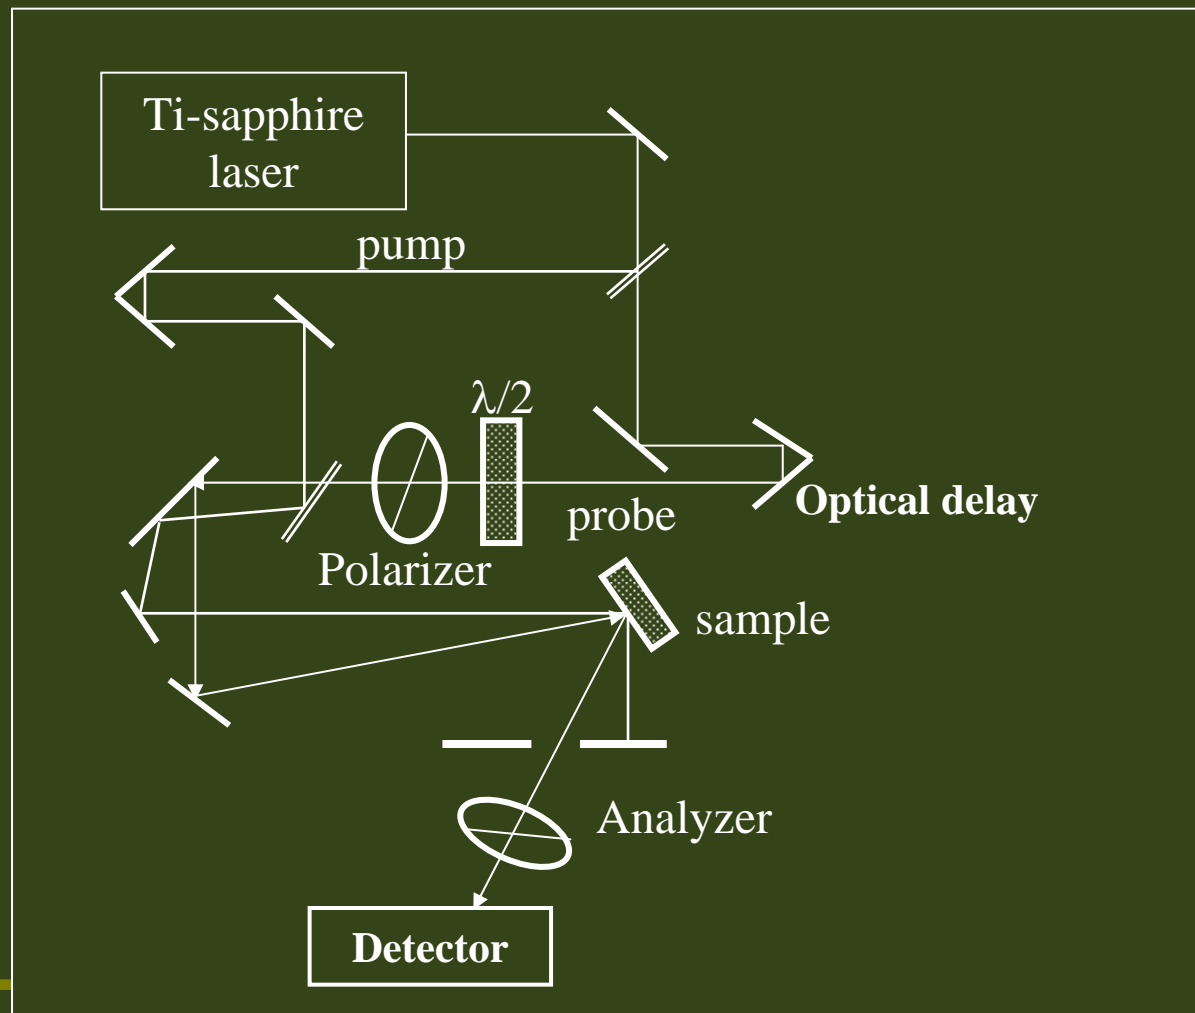 Ti-sapphire
laser
pump
λ/2
Optical delay
probe
Polarizer
sample
Analyzer
Detector